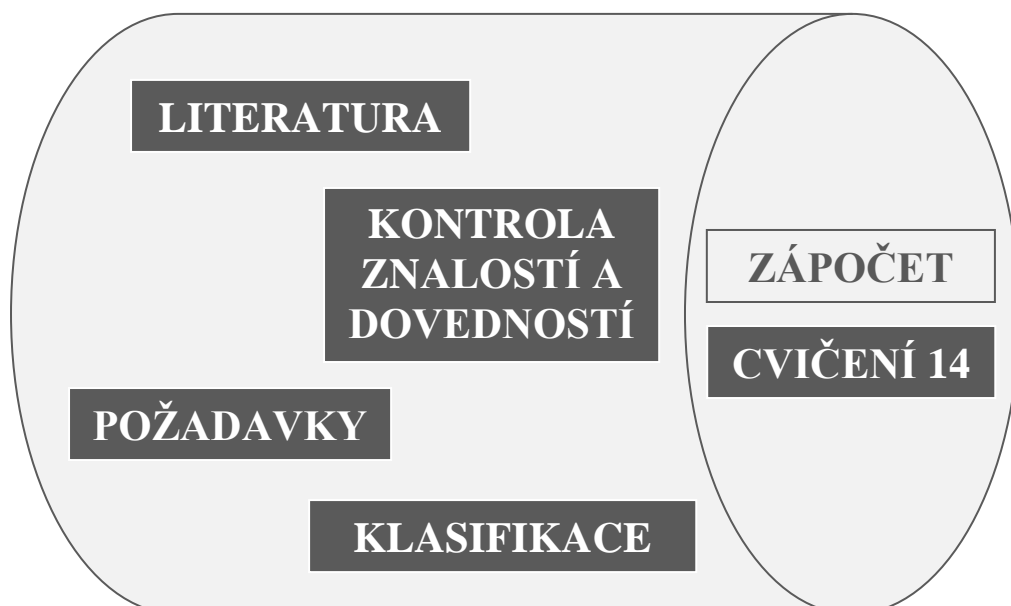 LITERATURA
KONTROLA
ZNALOSTÍ A
DOVEDNOSTÍ
ZÁPOČET
CVIČENÍ 14
POŽADAVKY
KLASIFIKACE